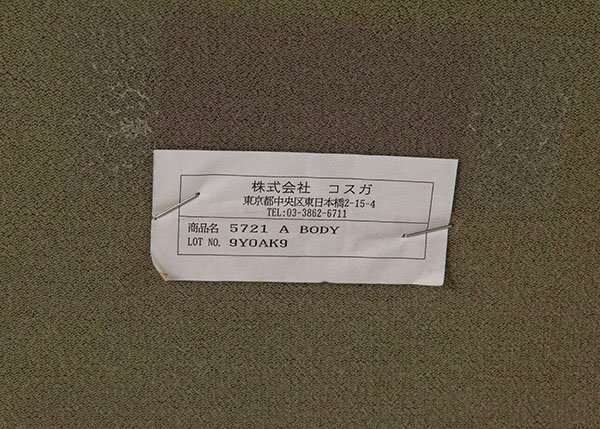 株式会社 コスガ
東京都中央区東日本橋2-15-4
TEL:03-3862-6711
商品名 5721 A BODY
LOT NO. 9Y0AK9